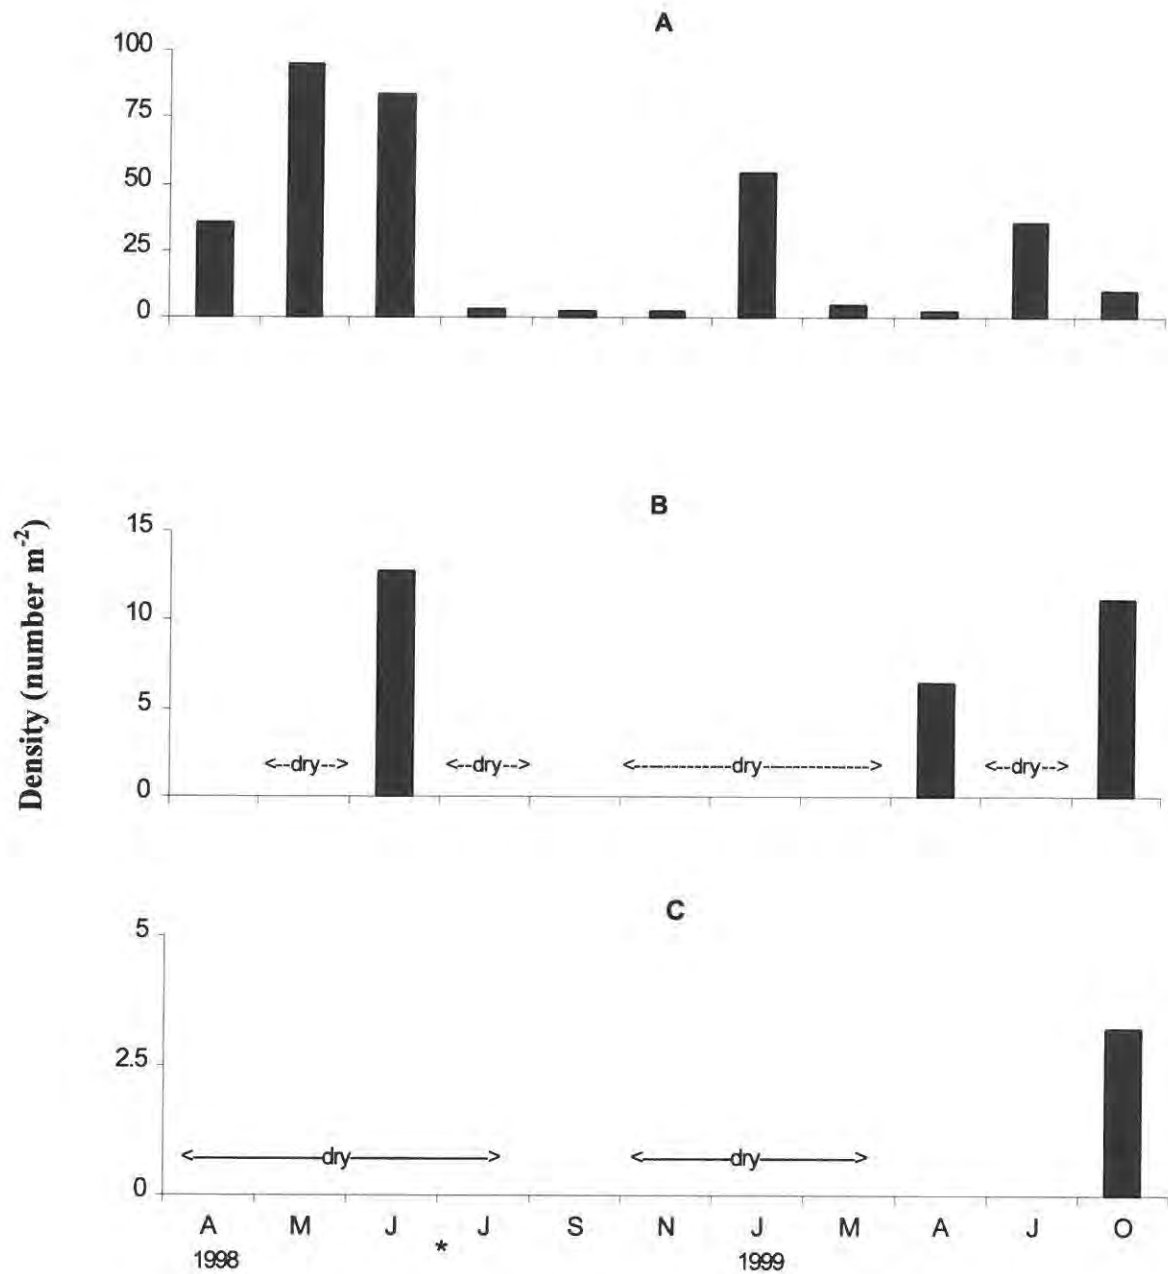 A
100
75
50
25
0
B
Density (number m-2)
15
10
5
<--dry-->
<--dry-->
<-------------dry------------->
<--dry-->
0
C
5
2.5
<dry>
<dry>
0
A M J J S N J M A J O
*
1998 1999